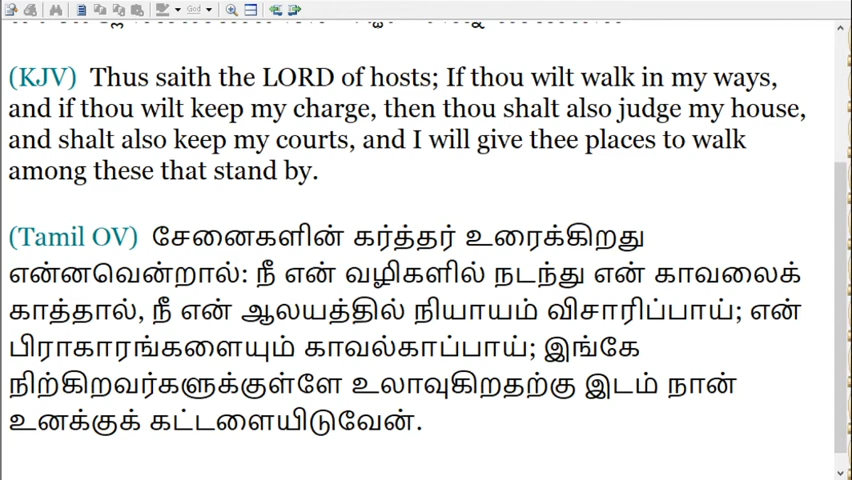 (KJV) Thus saith the LORD of hosts; If thou wilt walk in my ways,
and if thou wilt keep my charge, then thou shalt also judge my house,
and shalt also keep my courts, and I will give thee places to walk
among these that stand by.
(Tamil OV) சேனைகளின் கர்த்தர் உரைக்கிறது
என்னவென்றால்: நீ என் வழிகளில் நடந்து என் காவலைக்
காத்தால், நீ என் ஆலயத்தில் நியாயம் விசாரிப்பாய்; என்
பிராகாரங்களையும் காவல்காப்பாய்; இங்கே
நிற்கிறவர்களுக்குள்ளே உலாவுகிறதற்கு இடம் நான்
உனக்குக் கட்டளையிடுவேன்.